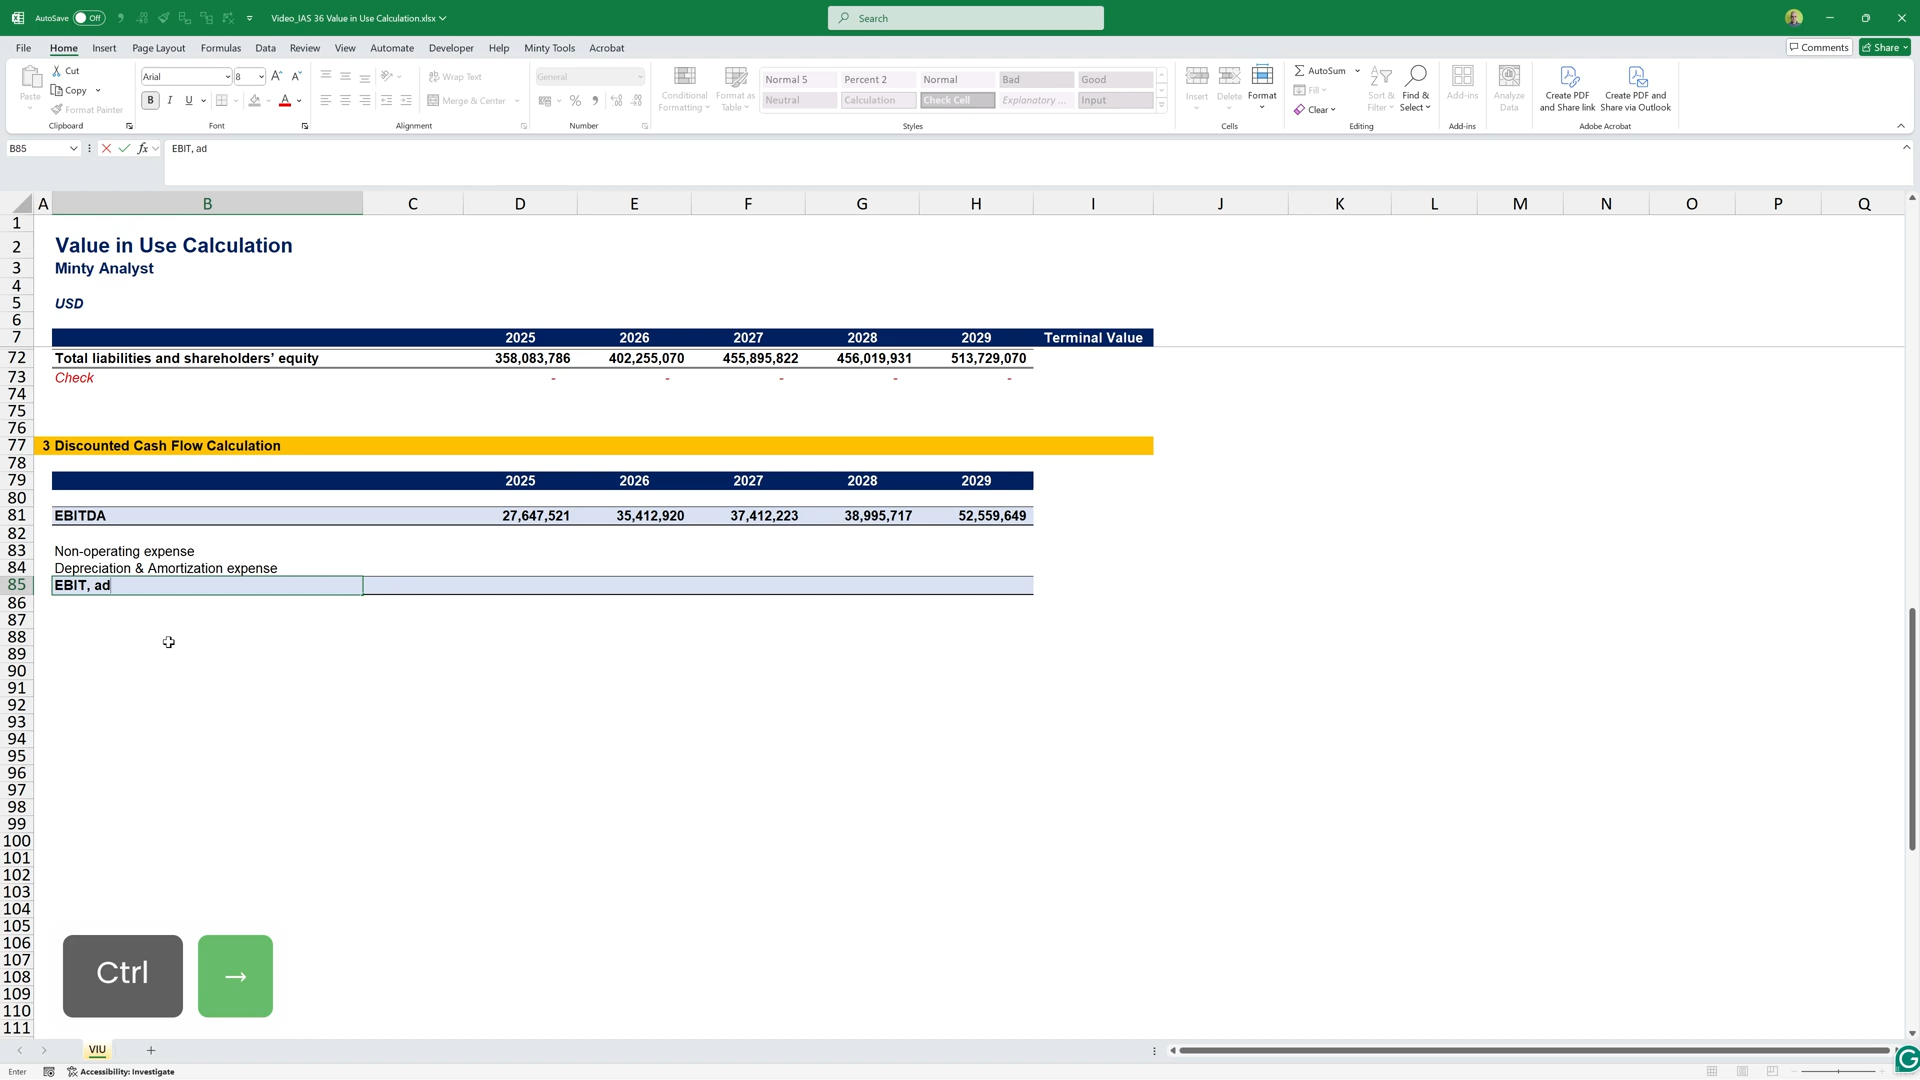 AutoSave Off Video_IAS 36 Value in Use Calculation.xlsx Search
File Home Insert Page Layout Formulas Data Review View Automate Developer Help Minty Tools Acrobat Comments Share
Paste Cut Copy Format Painter Clipboard
Arial 8 B I U A Font
Wrap Text Merge & Center Alignment
General % Number
Conditional Formatting Format as Table
Normal 5 Percent 2 Normal Bad Good
Neutral Calculation Check Cell Explanatory ... Input
Styles
Insert Delete Format Cells
AutoSum Fill Clear Sort & Filter Find & Select Editing
Add-ins Add-ins
Analyze Data
Create PDF and Share link Create PDF and Share via Outlook Adobe Acrobat
B85 fx EBIT, ad
A B C D E F G H I J K L M N O P Q
1
2 Value in Use Calculation
3 Minty Analyst
4
5 USD
6
7 2025 2026 2027 2028 2029 Terminal Value
72 Total liabilities and shareholders’ equity 358,083,786 402,255,070 455,895,822 456,019,931 513,729,070
73 Check - - - - -
74
75
76
77 3 Discounted Cash Flow Calculation
78
79 2025 2026 2027 2028 2029
80
81 EBITDA 27,647,521 35,412,920 37,412,223 38,995,717 52,559,649
82
83 Non-operating expense
84 Depreciation & Amortization expense
85 EBIT, ad
86
87
88
89
90
91
92
93
94
95
96
97
98
99
100
101
102
103
104
105
106
107
108
109
110
111
Ctrl →
VIU
Enter Accessibility: Investigate